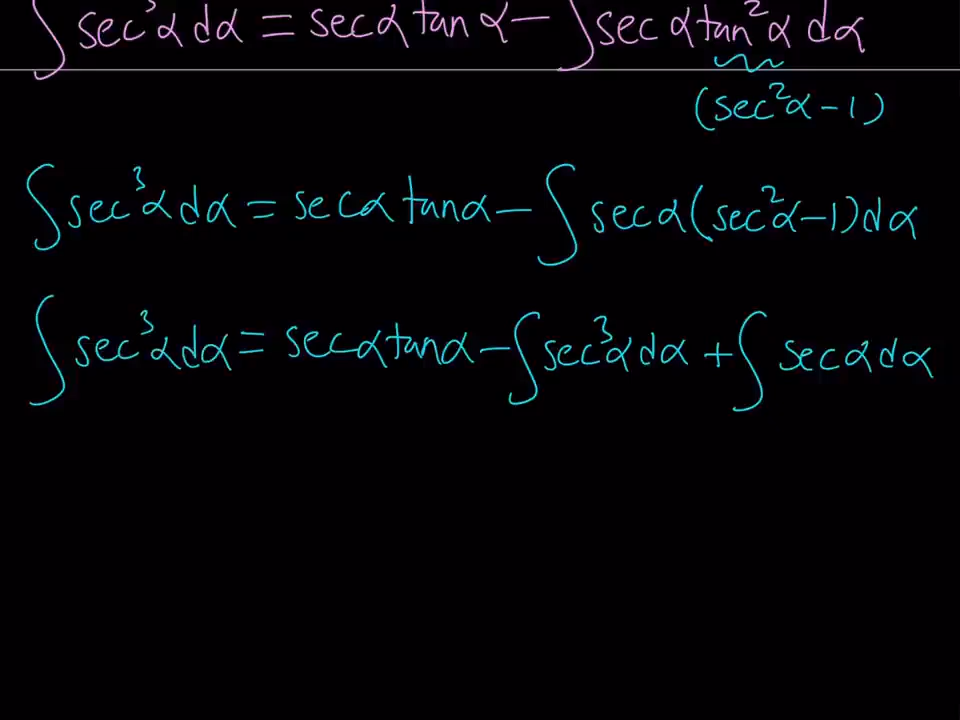 ∫sec³α dα = secα tanα − ∫secα tan²α dα
(sec²α − 1)
∫sec³α dα = secα tanα − ∫secα(sec²α − 1)dα
∫sec³α dα = secα tanα − ∫sec³α dα + ∫secα dα